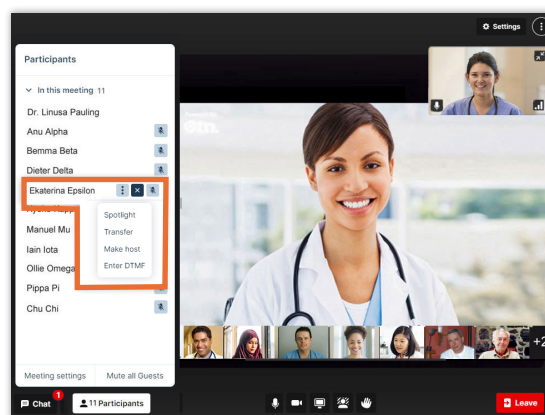 Settings
Participants
In this meeting 11
Dr. Linusa Pauling
Anu Alpha
Bemma Beta
Dieter Delta
Ekaterina Epsilon
Spotlight
Manuel Mu
Transfer
Iain Iota
Make host
Ollie Omega
Enter DTMF
Pippa Pi
Chu Chi
otn.
+2
Meeting settings Mute all Guests
1
Chat 11 Participants Leave